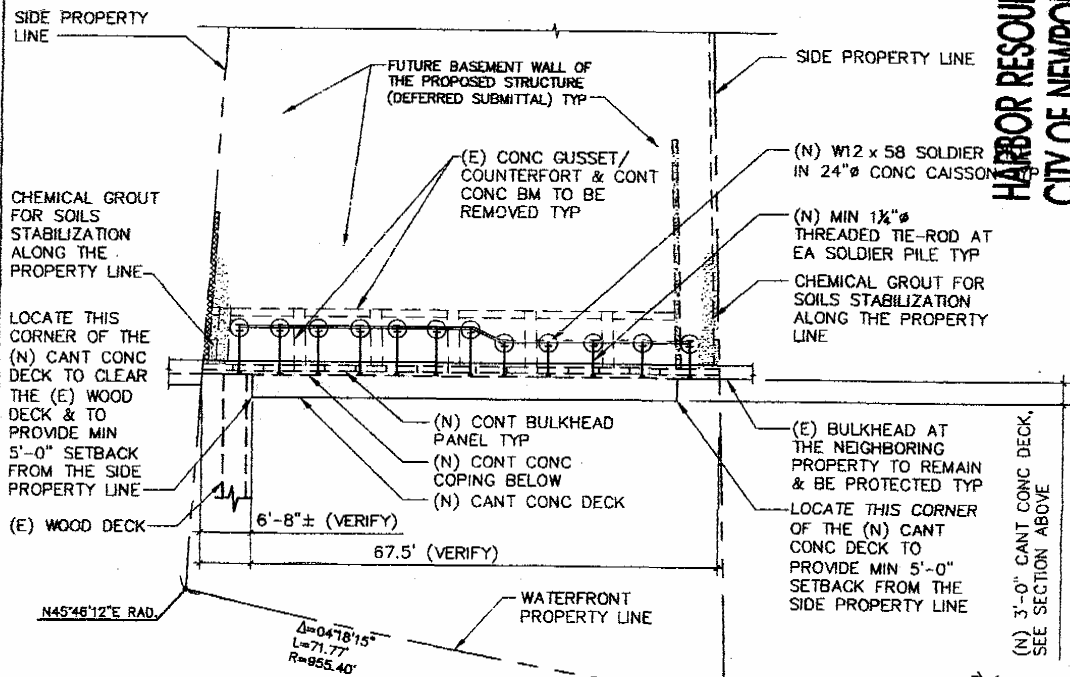 SIDE PROPERTY
LINE
FUTURE BASEMENT WALL OF
THE PROPOSED STRUCTURE
(DEFERRED SUBMITTAL) TYP
SIDE PROPERTY LINE
HARBOR RESOU
CITY OF NEWPO
(E) CONC GUSSET/
COUNTERFORT & CONT
CONC BM TO BE
REMOVED TYP
(N) W12 x 58 SOLDIER
IN 24"ø CONC CAISSON TYP
CHEMICAL GROUT
FOR SOILS
STABILIZATION
ALONG THE
PROPERTY LINE
(N) MIN 1¼"ø
THREADED TIE-ROD AT
EA SOLDIER PILE TYP
CHEMICAL GROUT FOR
SOILS STABILIZATION
ALONG THE PROPERTY
LINE
LOCATE THIS
CORNER OF THE
(N) CANT CONC
DECK TO CLEAR
THE (E) WOOD
DECK & TO
PROVIDE MIN
5'-0" SETBACK
FROM THE SIDE
PROPERTY LINE
(N) CONT BULKHEAD
PANEL TYP
(N) CONT CONC
COPING BELOW
(N) CANT CONC DECK
(E) BULKHEAD AT
THE NEIGHBORING
PROPERTY TO REMAIN
& BE PROTECTED TYP
LOCATE THIS CORNER
OF THE (N) CANT
CONC DECK TO
PROVIDE MIN 5'-0"
SETBACK FROM THE
SIDE PROPERTY LINE
(N) 3'-0" CANT CONC DECK,
SEE SECTION ABOVE
(E) WOOD DECK
6'-8"± (VERIFY)
67.5' (VERIFY)
WATERFRONT
PROPERTY LINE
N45°46'12"E RAD.
Δ=04°18'15"
L=71.77'
R=955.40'